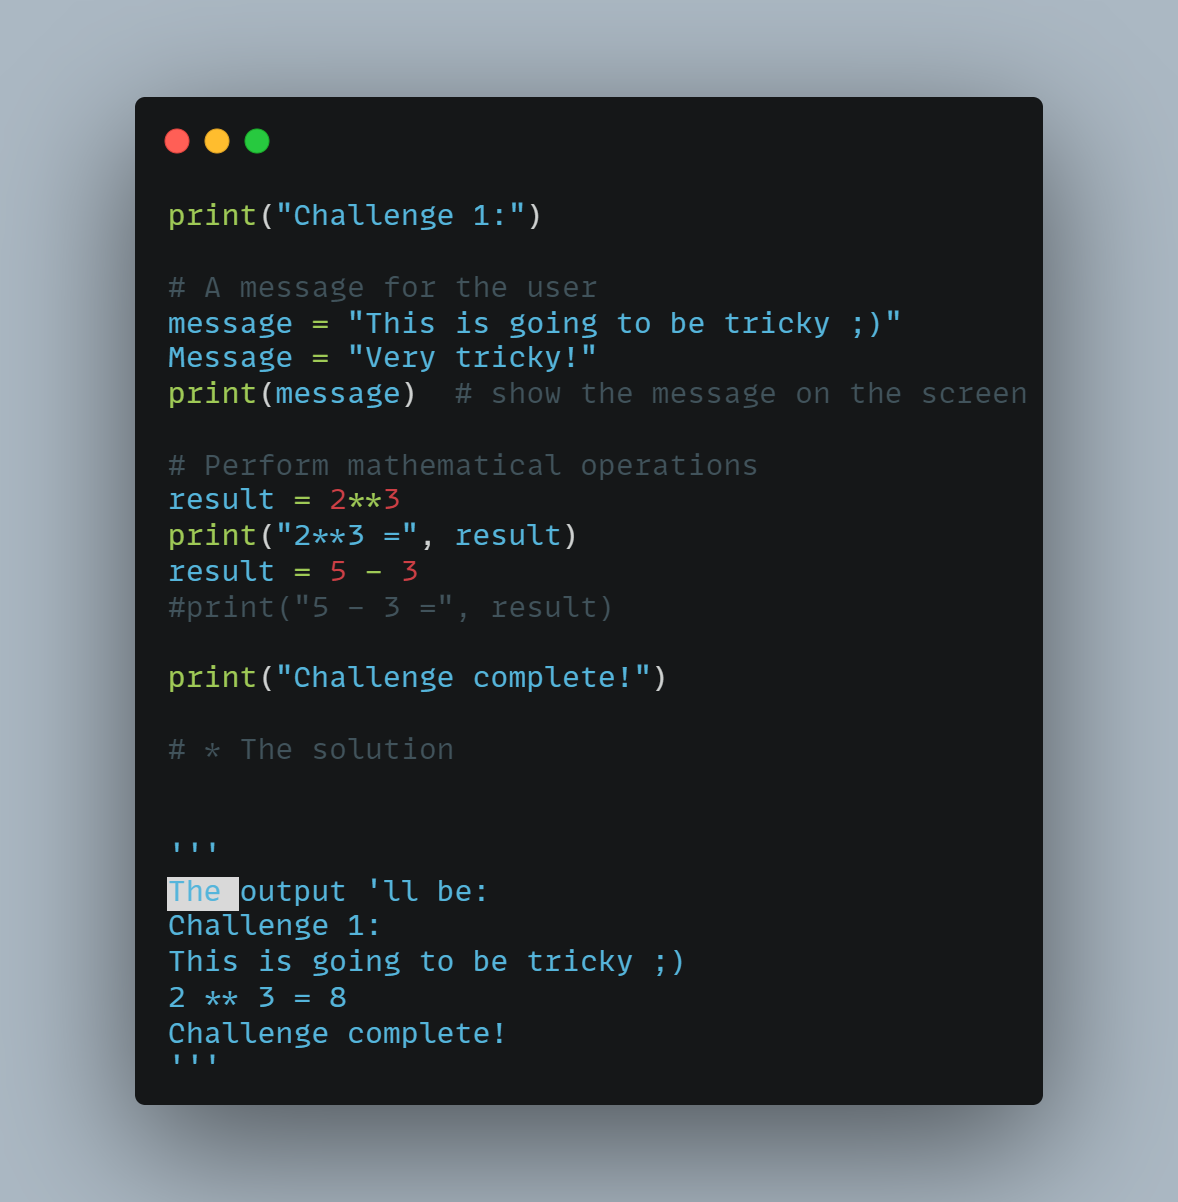 print("Challenge 1:")
# A message for the user
message = "This is going to be tricky ;)"
Message = "Very tricky!"
print(message)  # show the message on the screen
# Perform mathematical operations
result = 2**3
print("2**3 =", result)
result = 5 - 3
#print("5 - 3 =", result)
print("Challenge complete!")
# * The solution
'''
The output 'll be:
Challenge 1:
This is going to be tricky ;)
2 ** 3 = 8
Challenge complete!
'''